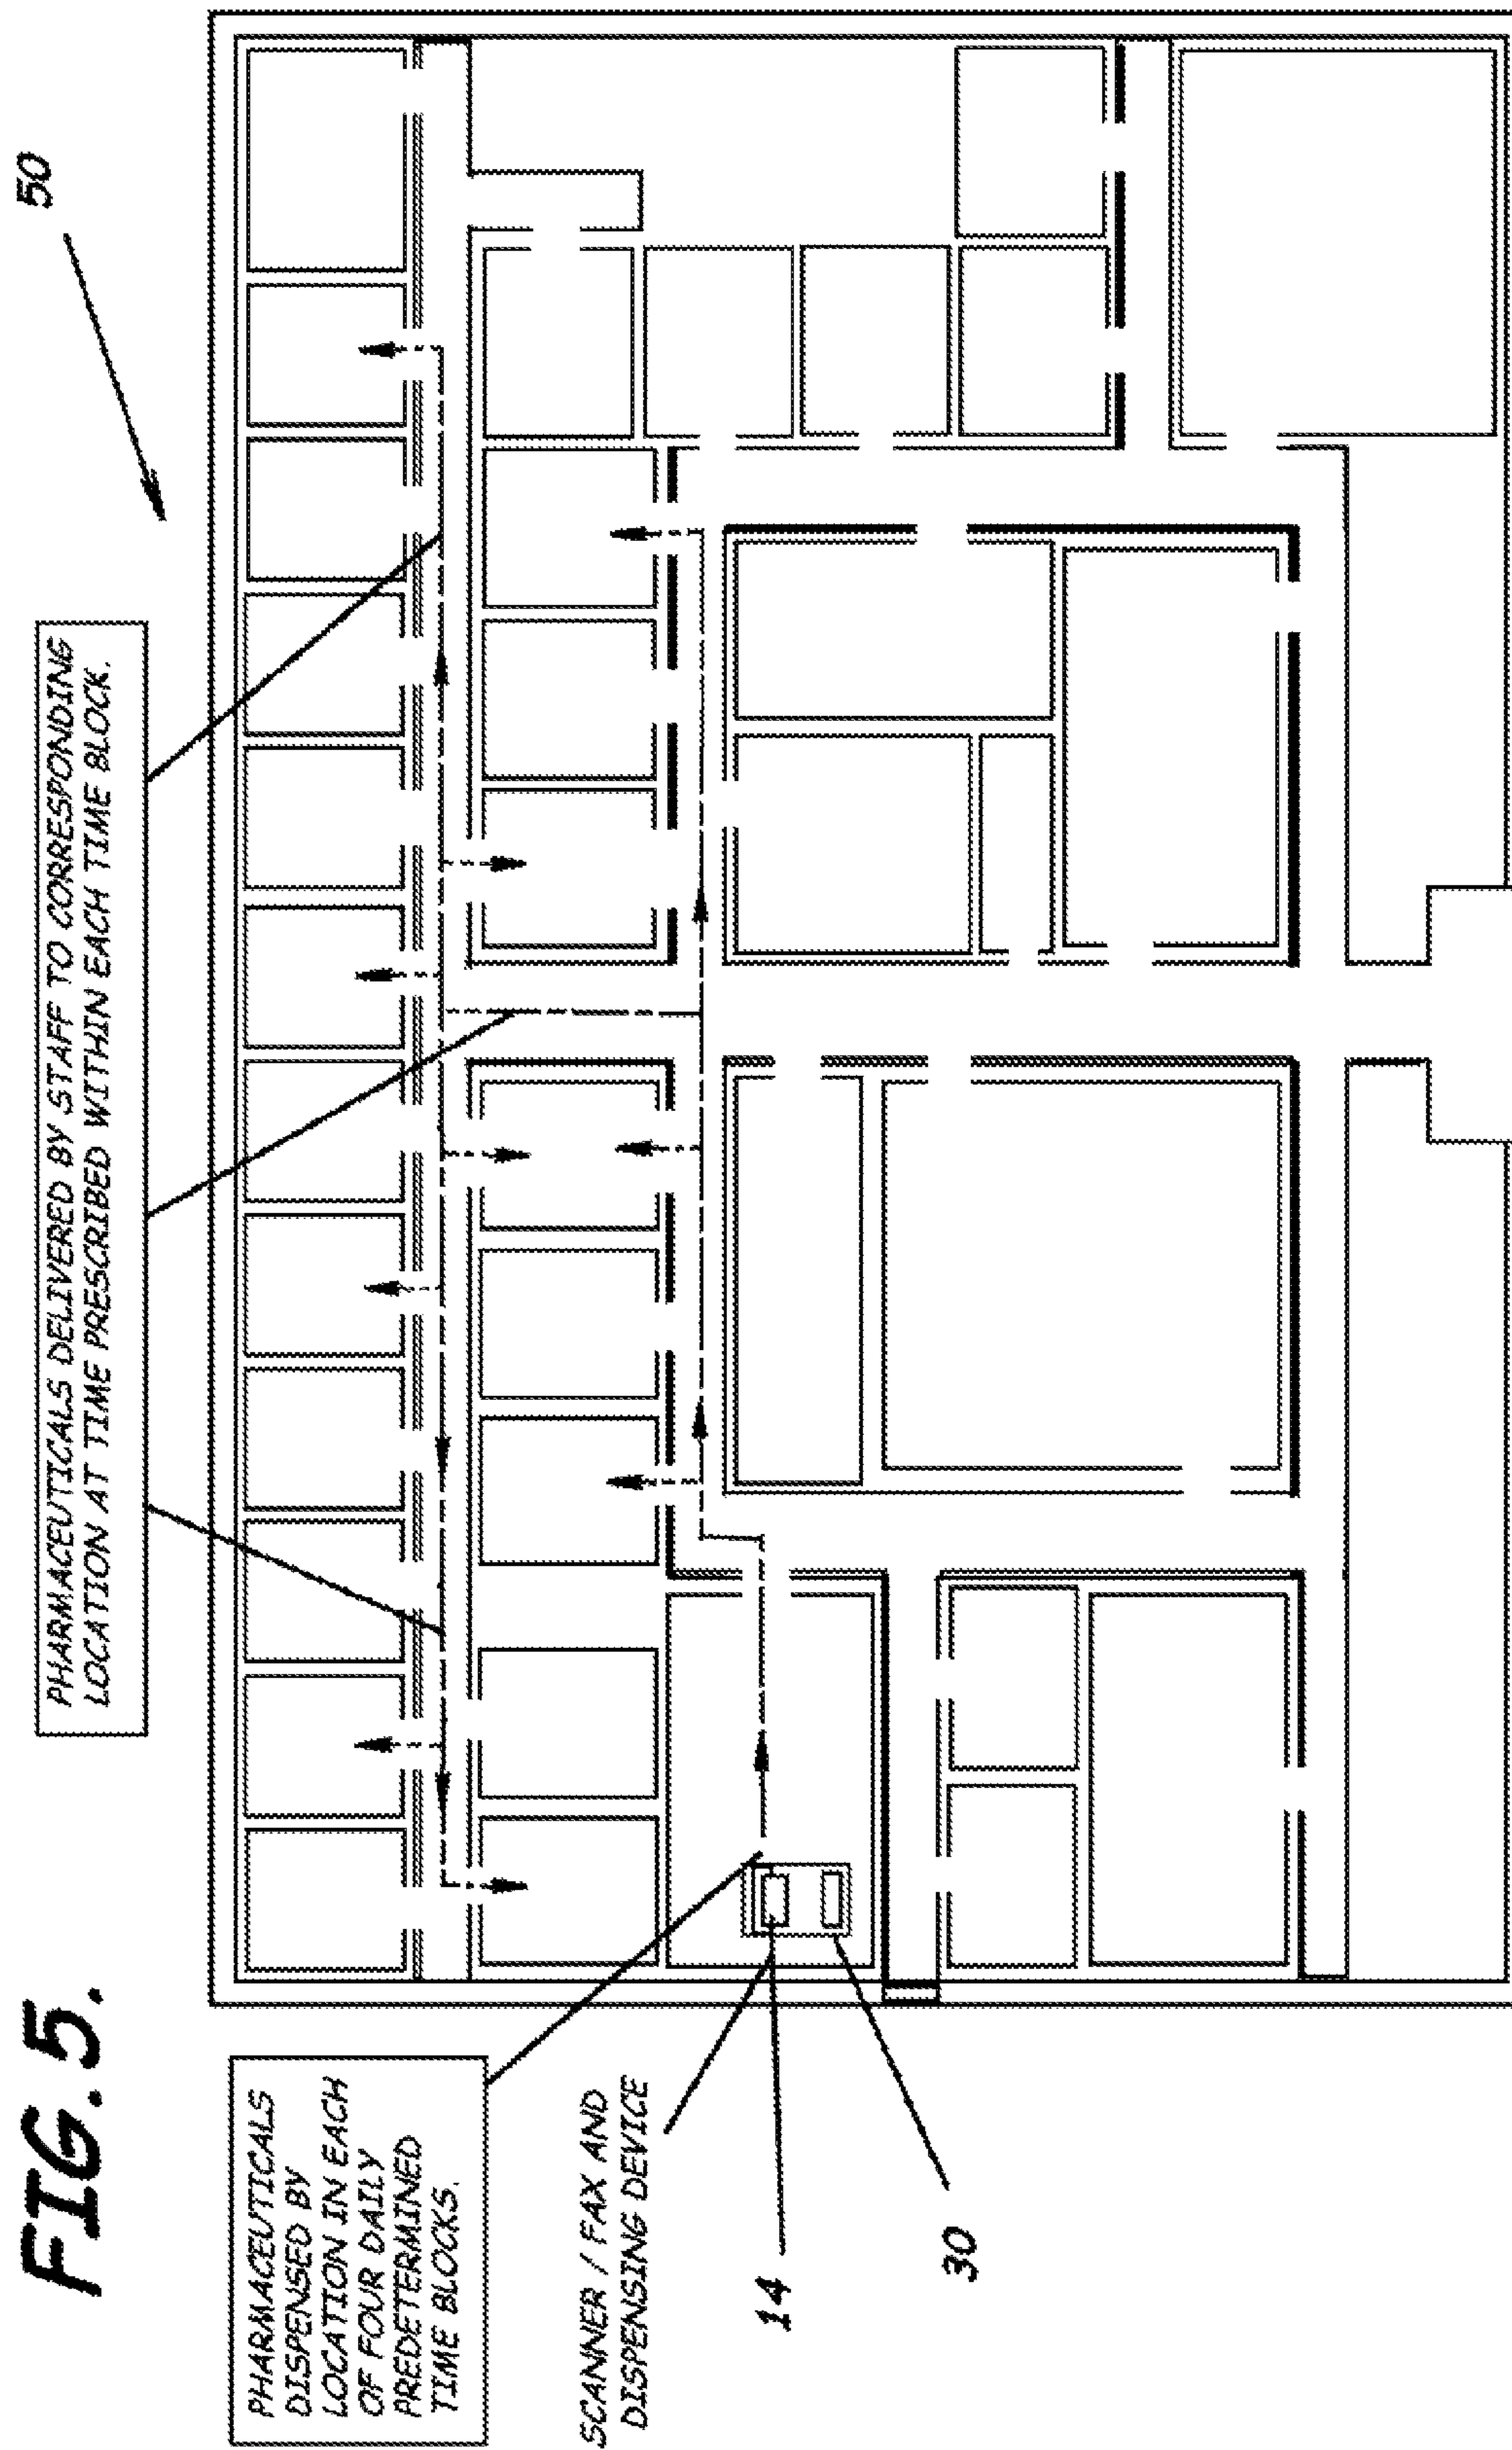 FIG. 5.
50
PHARMACEUTICALS DELIVERED BY STAFF TO CORRESPONDING
LOCATION AT TIME PRESCRIBED WITHIN EACH TIME BLOCK.
PHARMACEUTICALS
DISPENSED BY
LOCATION IN EACH
OF FOUR DAILY
PREDETERMINED
TIME BLOCKS.
SCANNER / FAX AND
DISPENSING DEVICE
14
30